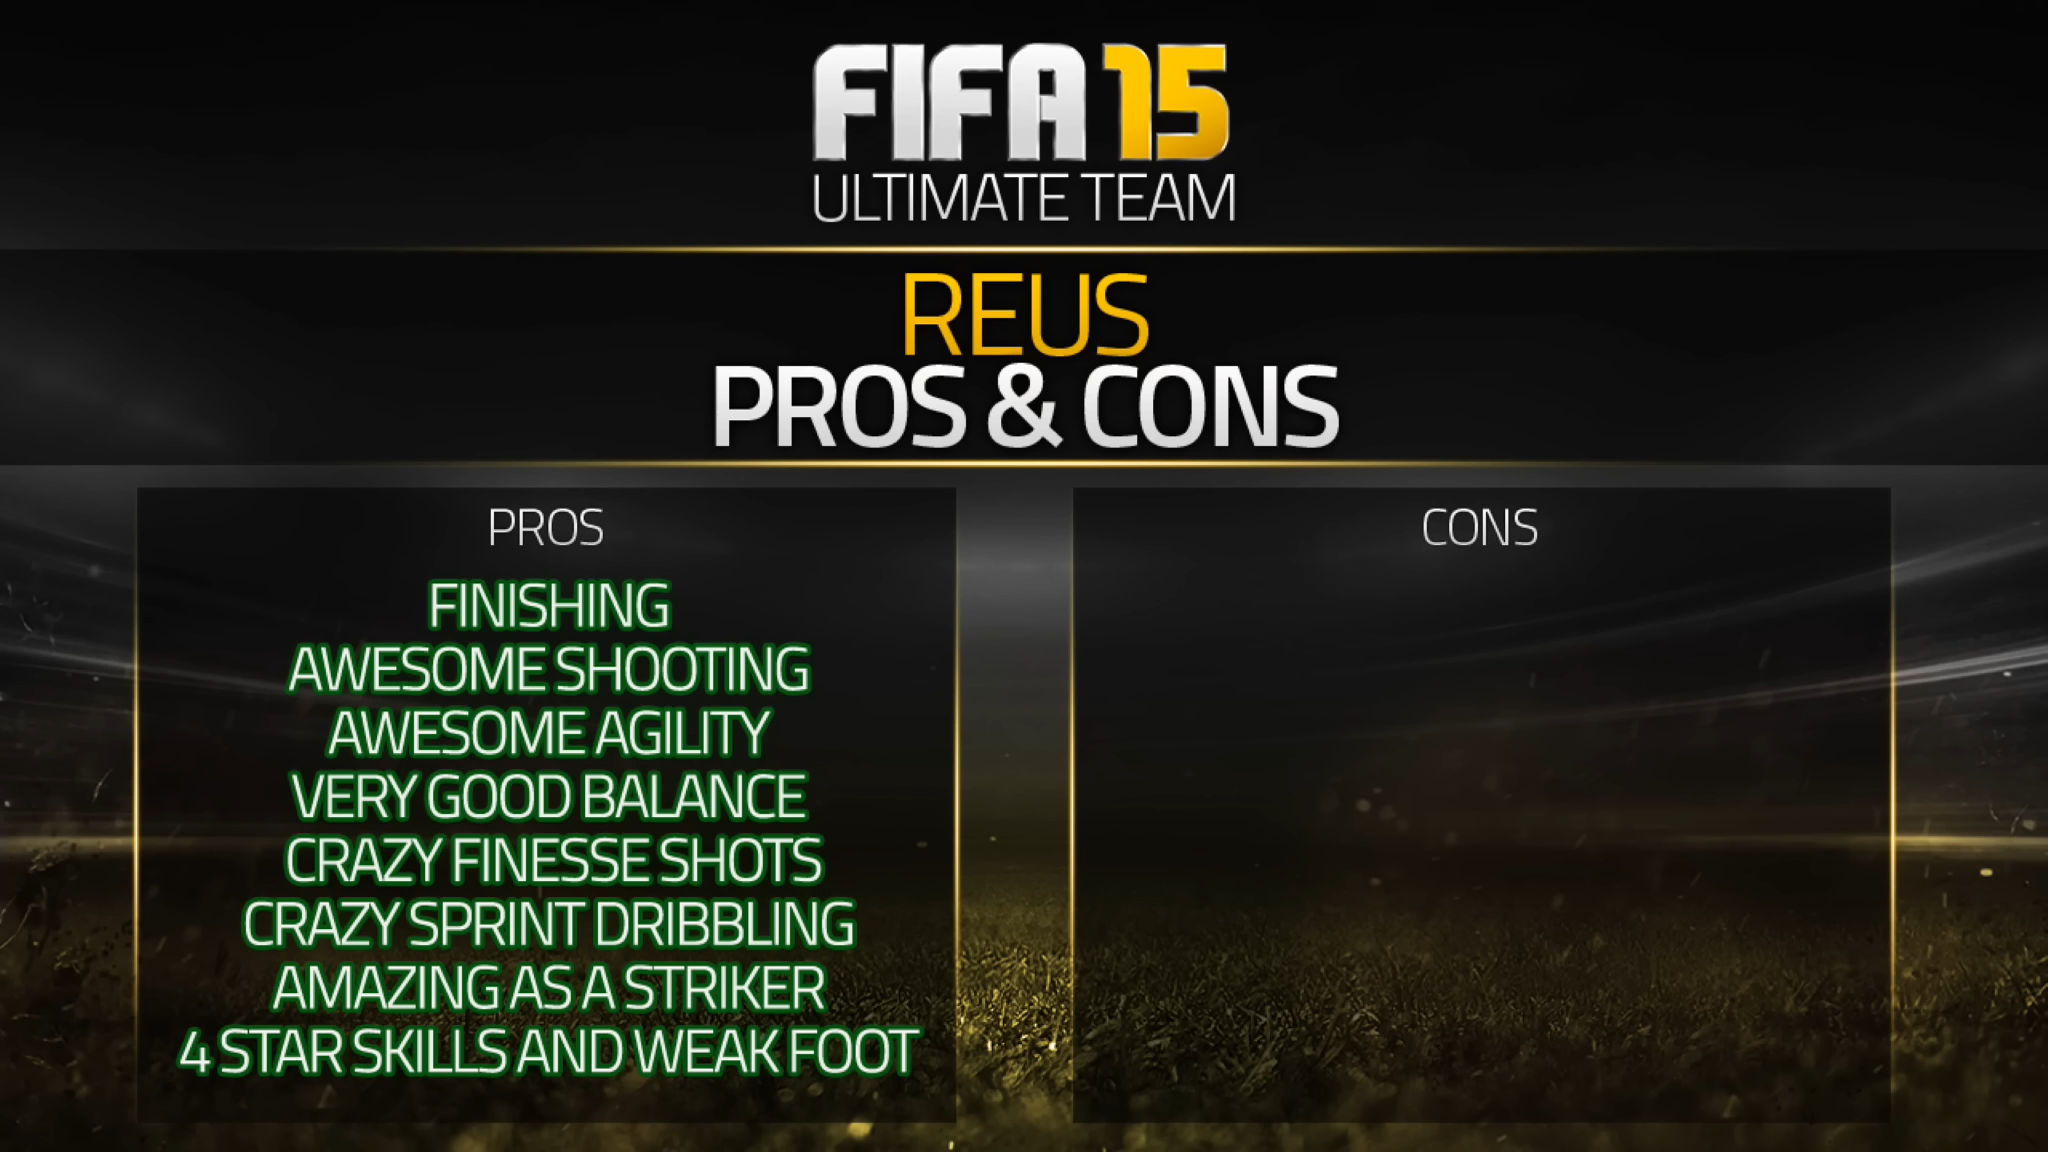 FIFA 15
ULTIMATE TEAM
REUS
PROS & CONS
PROS
FINISHING
AWESOME SHOOTING
AWESOME AGILITY
VERY GOOD BALANCE
CRAZY FINESSE SHOTS
CRAZY SPRINT DRIBBLING
AMAZING AS A STRIKER
4 STAR SKILLS AND WEAK FOOT
CONS